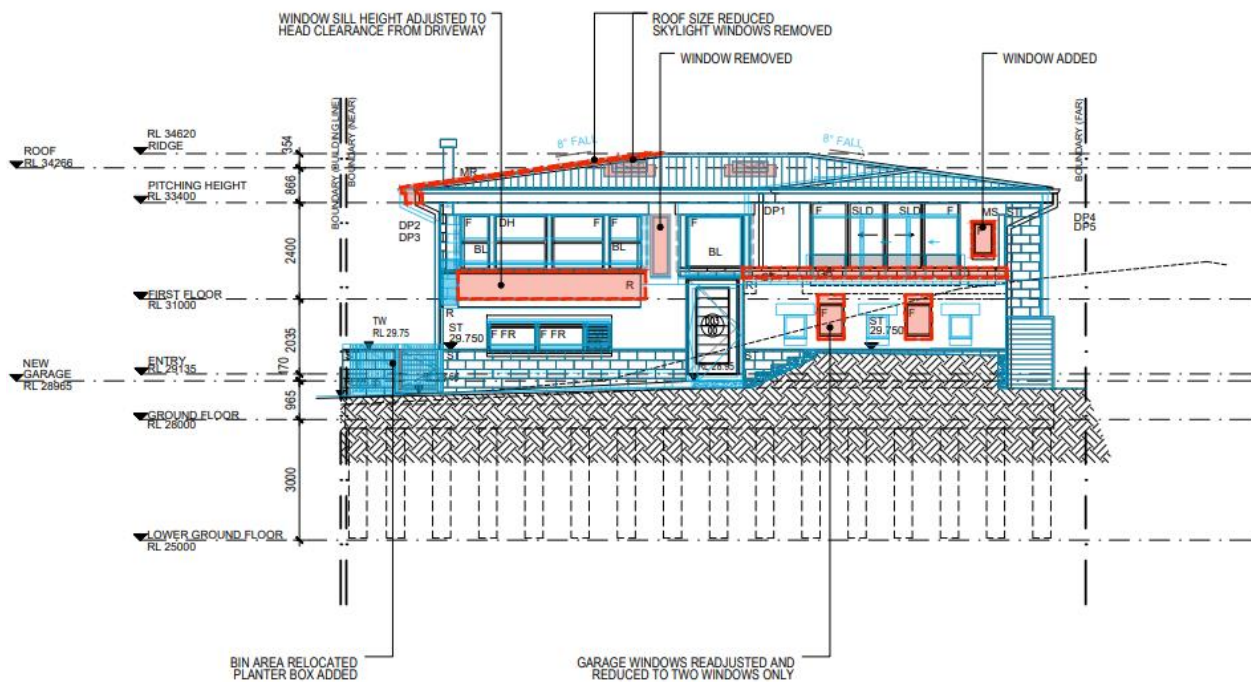 WINDOW SILL HEIGHT ADJUSTED TO
HEAD CLEARANCE FROM DRIVEWAY
ROOF SIZE REDUCED
SKYLIGHT WINDOWS REMOVED
WINDOW REMOVED
WINDOW ADDED
BOUNDARY (BUILDING LINE)
BOUNDARY (NEAR)
BOUNDARY (FAR)
RL 34620
RIDGE
ROOF
RL 34266
PITCHING HEIGHT
RL 33400
354
866
2400
2035
170
965
3000
8° FALL
8° FALL
MR
DP2
DP3
DP1
DP4
DP5
F
DH
F
F
BL
BL
BL
F
F
SLD
SLD
F
MS
ST
F
R
R
R
FIRST FLOOR
RL 31000
TW
RL 29.75
ST
29.750
F FR
F FR
F
F
ST
29.750
ENTRY
RL 29135
NEW
GARAGE
RL 28965
GROUND FLOOR
RL 28000
LOWER GROUND FLOOR
RL 25000
BIN AREA RELOCATED
PLANTER BOX ADDED
GARAGE WINDOWS READJUSTED AND
REDUCED TO TWO WINDOWS ONLY